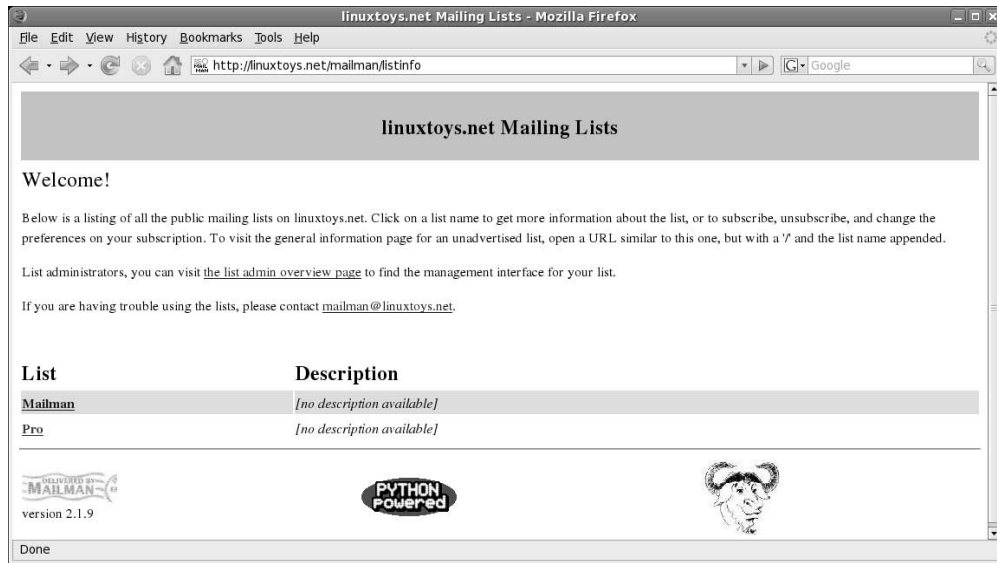 linuxtoys.net Mailing Lists - Mozilla Firefox
File Edit View History Bookmarks Tools Help
http://linuxtoys.net/mailman/listinfo
G Google
linuxtoys.net Mailing Lists
Welcome!
Below is a listing of all the public mailing lists on linuxtoys.net. Click on a list name to get more information about the list, or to subscribe, unsubscribe, and change the
preferences on your subscription. To visit the general information page for an unadvertised list, open a URL similar to this one, but with a '/' and the list name appended.
List administrators, you can visit the list admin overview page to find the management interface for your list.
If you are having trouble using the lists, please contact mailman@linuxtoys.net.
List Description
Mailman [no description available]
Pro [no description available]
DELIVERED BY
MAILMAN
version 2.1.9
PYTHON
Powered
Done